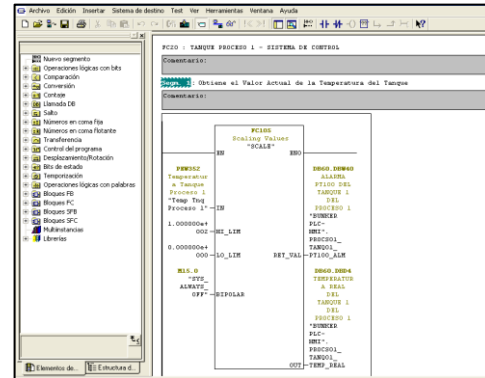 Archivo Edición Insertar Sistema de destino Test Ver Herramientas Ventana Ayuda
Nuevo segmento
Operaciones lógicas con bits
Comparación
Conversión
Contaje
Llamada DB
Salto
Números en coma fija
Números en coma flotante
Transferencia
Control del programa
Desplazamiento/Rotación
Bits de estado
Temporización
Operaciones lógicas con palabras
Bloques FB
Bloques FC
Bloques SFB
Bloques SFC
Multiinstancias
Librerías
Elementos de...
Estructura d...
FC20 : TANQUE PROCESO 1 - SISTEMA DE CONTROL
Comentario:
Segm. 1: Obtiene el Valor Actual de la Temperatura del Tanque
Comentario:
FC105
Scaling Values
"SCALE"
EN ENO
PEW352
Temperatur
a Tanque
Proceso 1
"Temp Tnq
Proceso 1" IN
1.000000e+
002 HI_LIM
0.000000e+
000 LO_LIM
M15.0
"SYS_
ALWAYS_
OFF" BIPOLAR
DB60.DBW40
ALARMA
PT100 DEL
TANQUE 1
DEL
PROCESO 1
"BUNKER
PLC-
HMI".
PROCSO1_
TANQO1_
RET_VAL PT100_ALM
DB60.DBD4
TEMPERATUR
A REAL
DEL
TANQUE 1
DEL
PROCESO 1
"BUNKER
PLC-
HMI".
PROCSO1_
TANQO1_
OUT TEMP_REAL